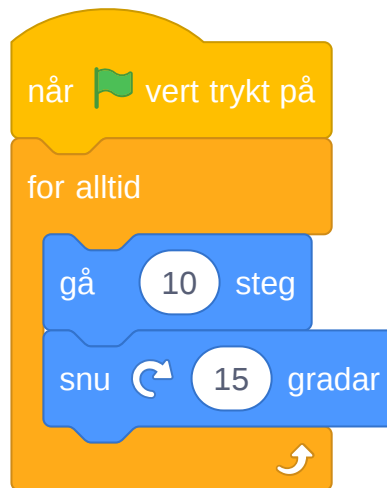 når vert trykt på
for alltid
gå 10 steg
snu 15 gradar